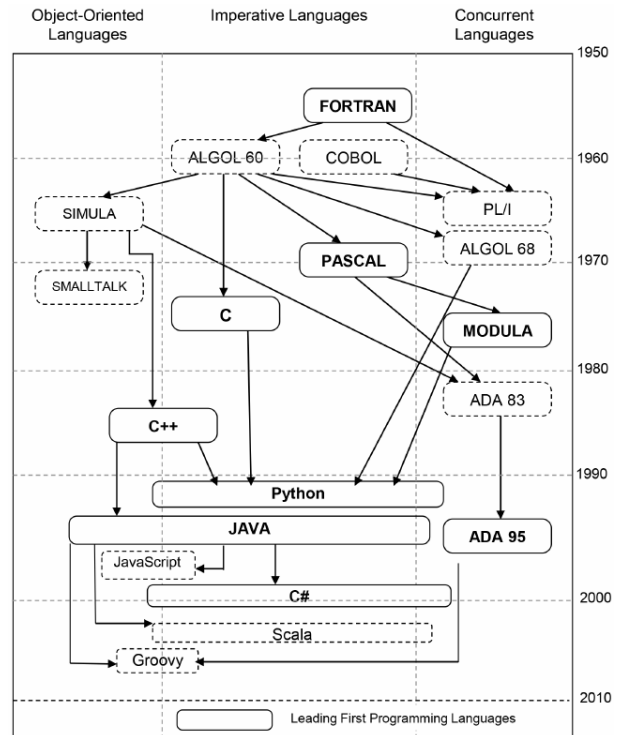 Object-Oriented
Languages
Imperative Languages
Concurrent
Languages
1950
FORTRAN
ALGOL 60
COBOL
1960
SIMULA
PL/I
ALGOL 68
PASCAL
1970
SMALLTALK
C
MODULA
1980
ADA 83
C++
1990
Python
JAVA
ADA 95
JavaScript
C#
2000
Scala
Groovy
2010
Leading First Programming Languages